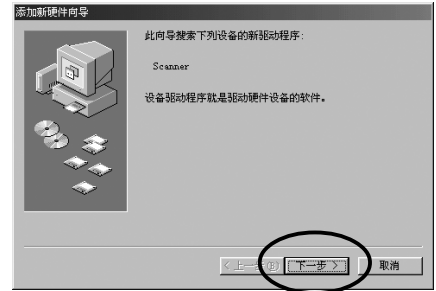 添加新硬件向导
此向导搜索下列设备的新驱动程序:
Scanner
设备驱动程序就是驱动硬件设备的软件。
< 上一步(B) 下一步 > 取消